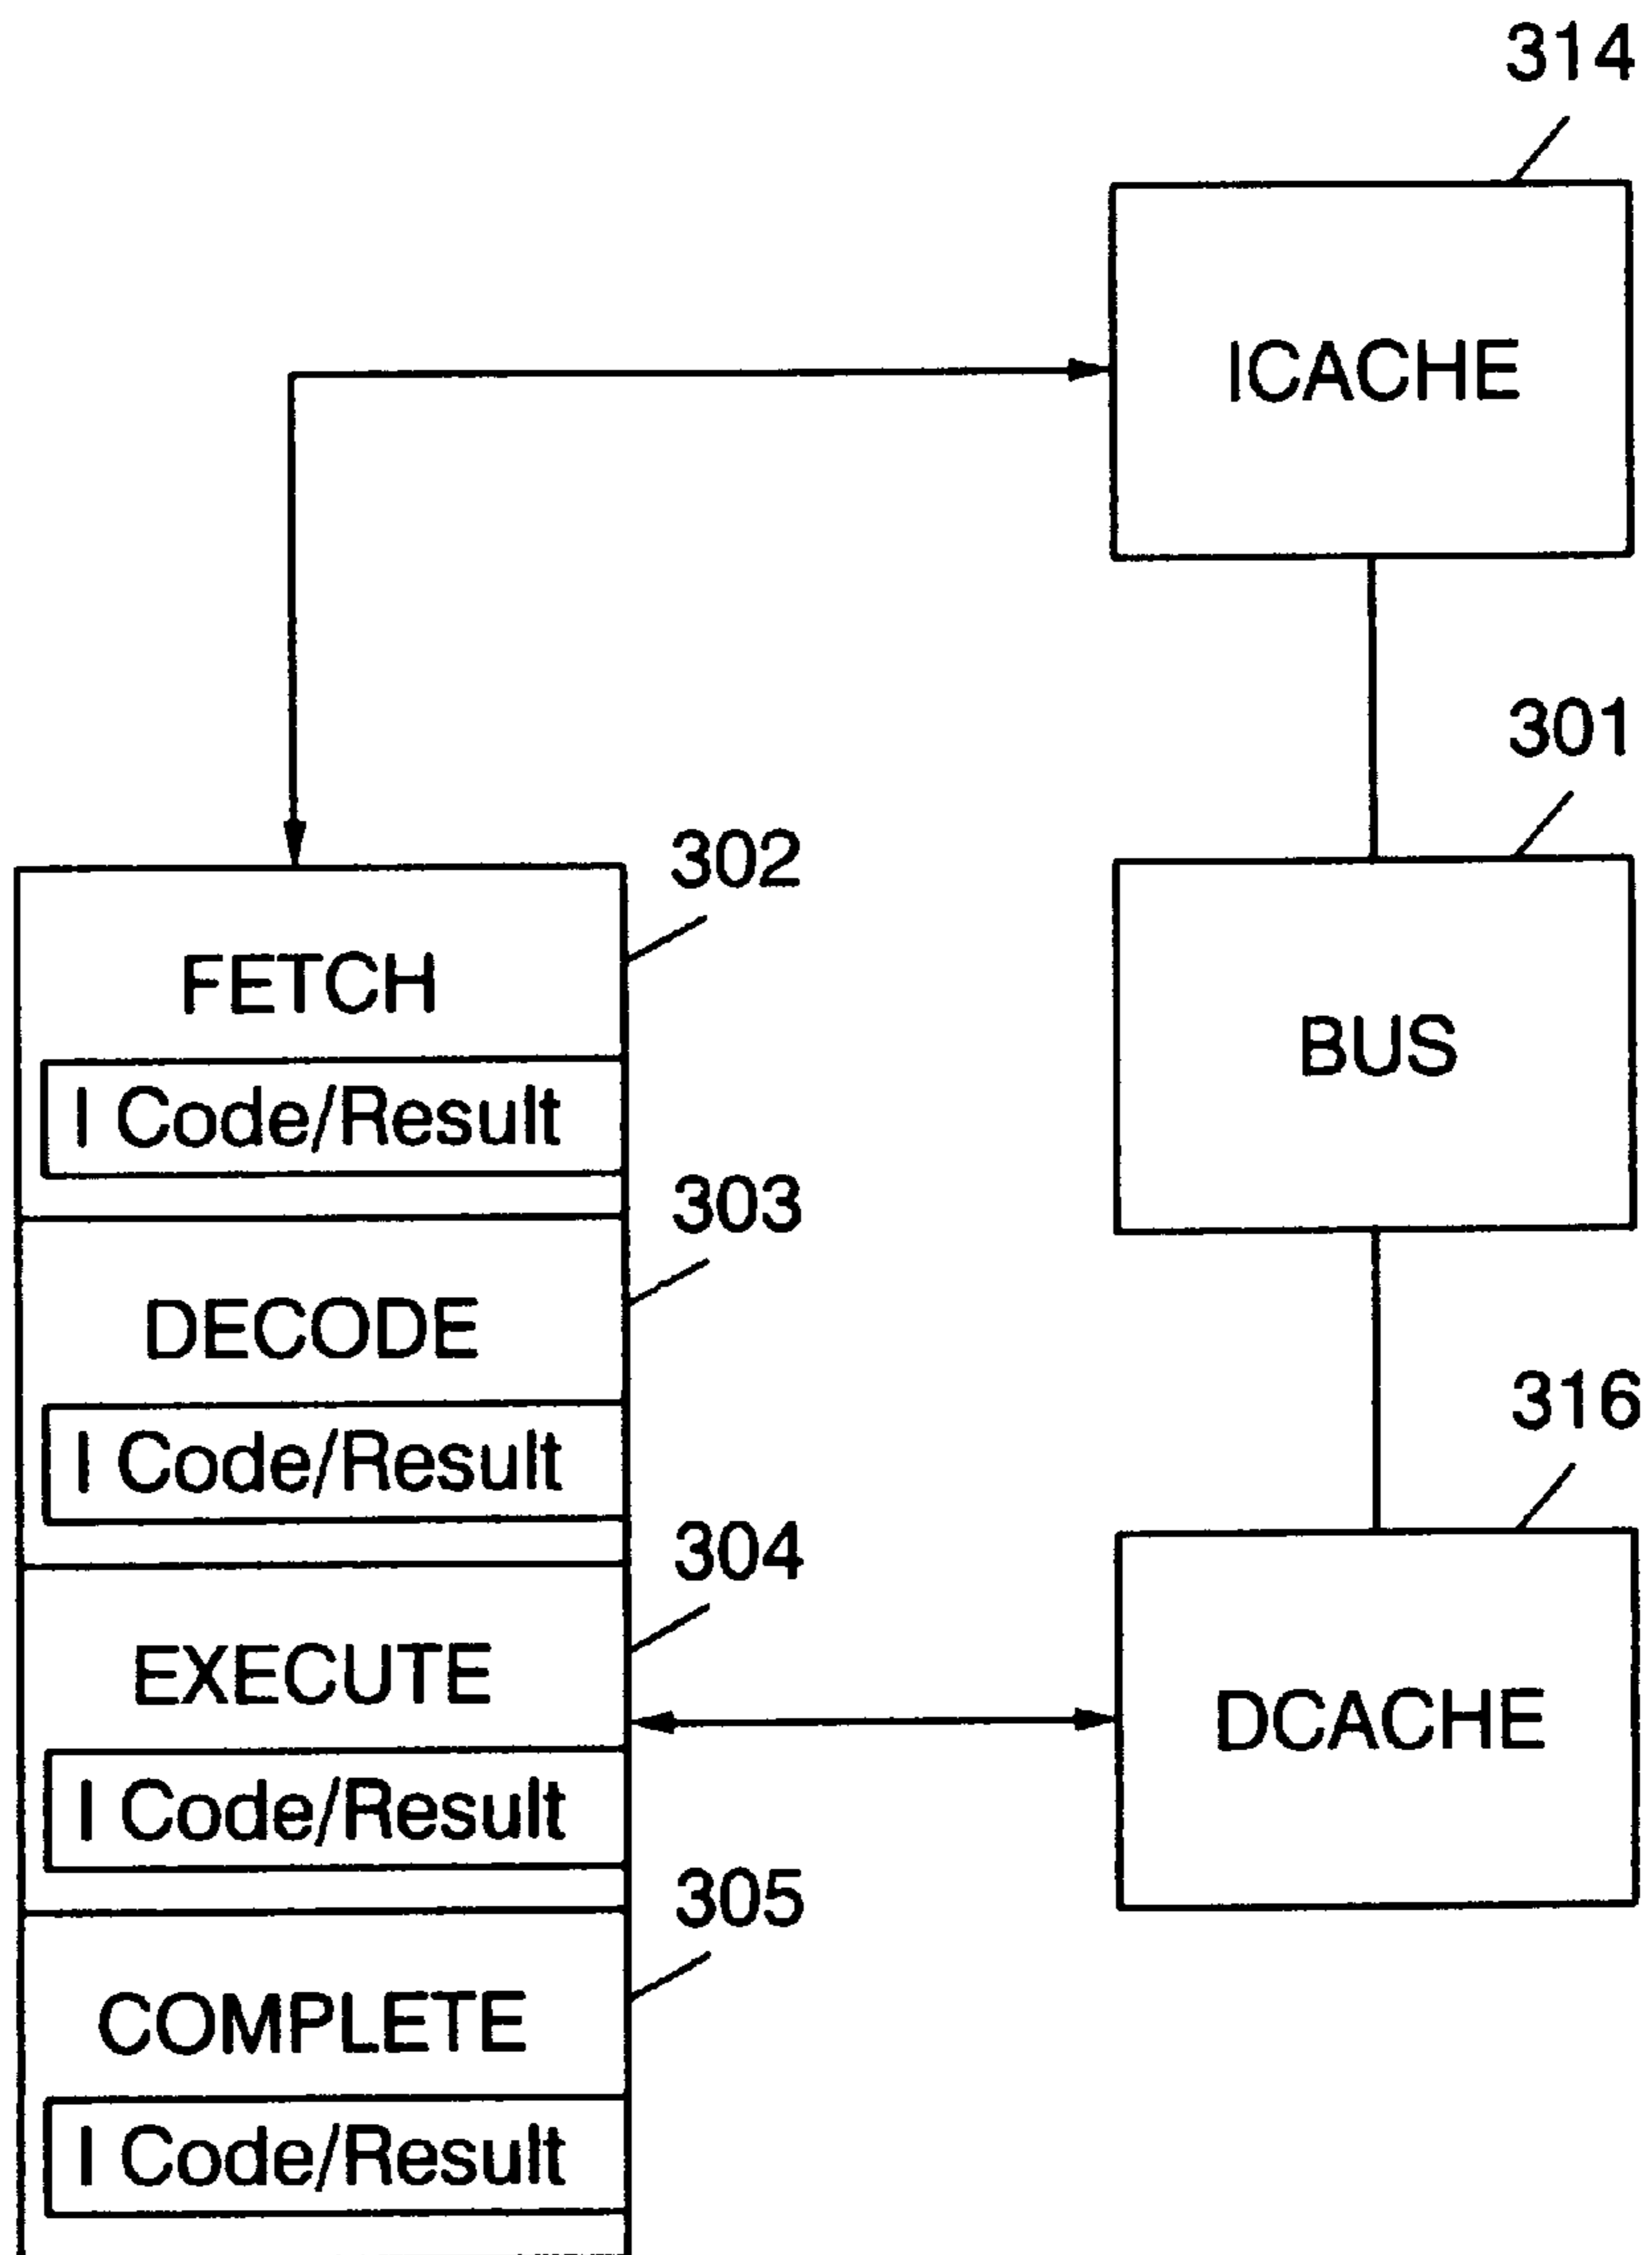 314
ICACHE
301
302
FETCH
BUS
I Code/Result
303
DECODE
316
I Code/Result
304
EXECUTE
DCACHE
I Code/Result
305
COMPLETE
I Code/Result